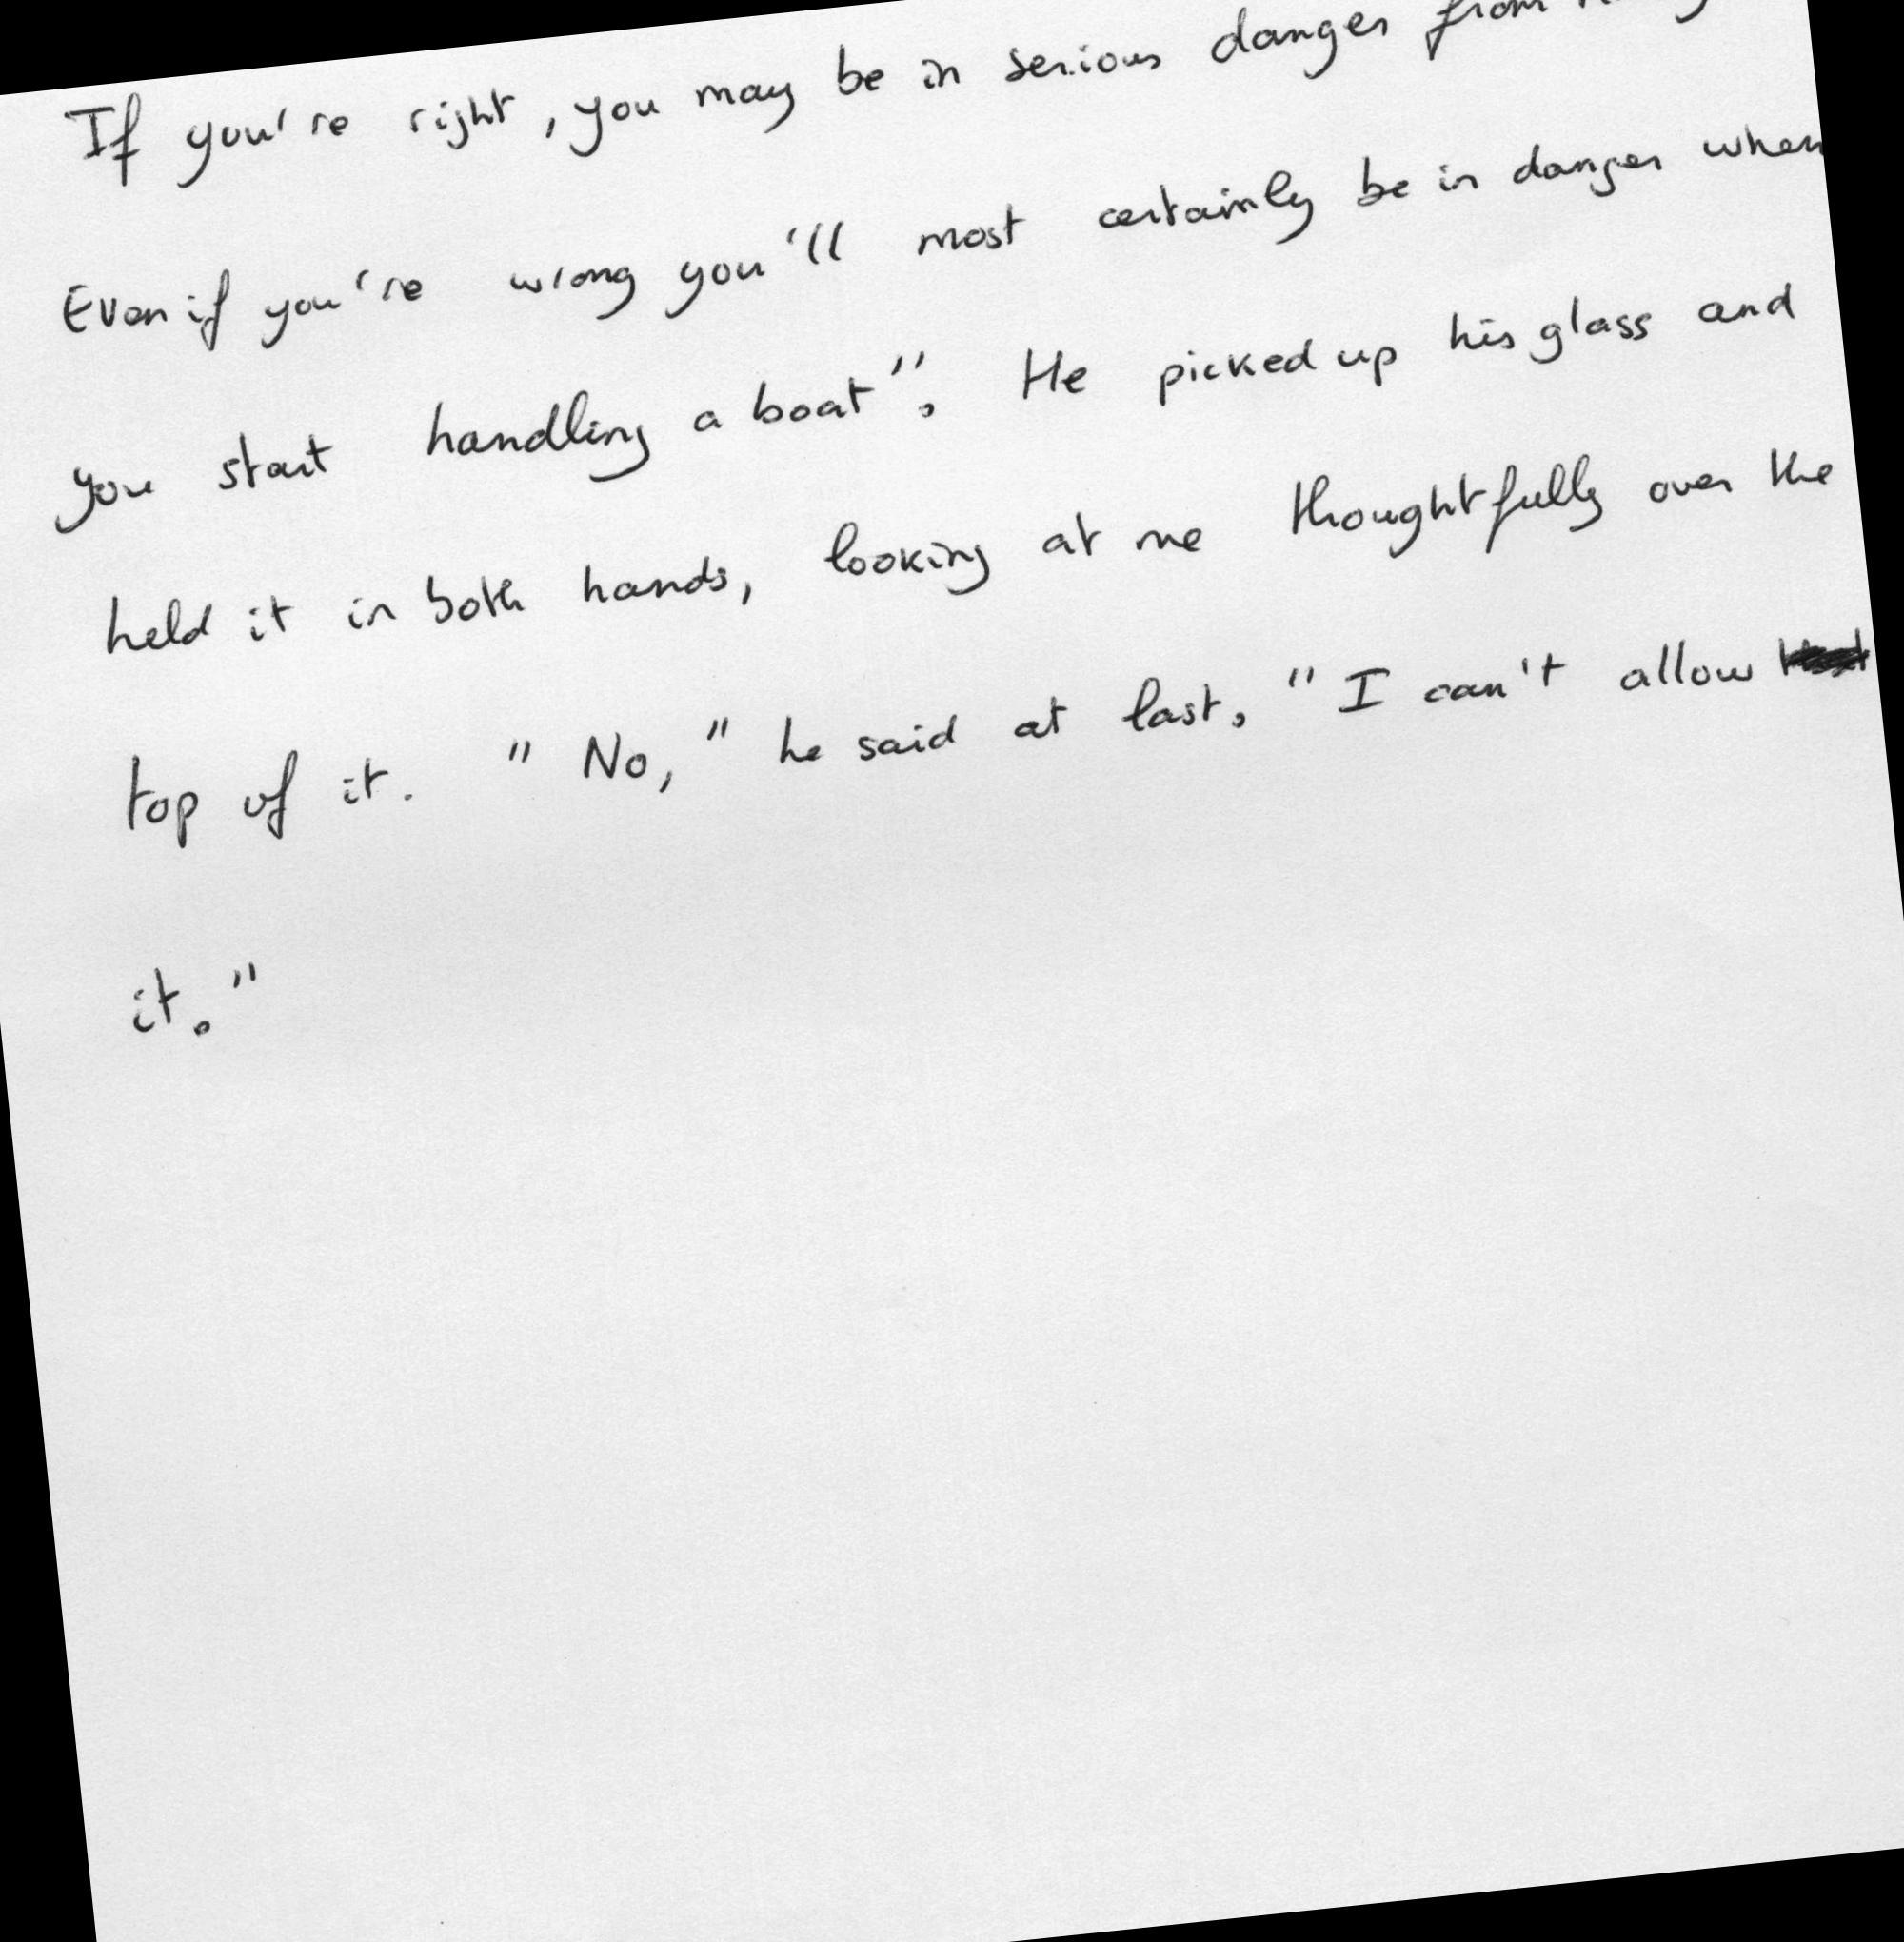 If you're right, you may be in serious danger from
Even if you're wrong you'll most certainly be in danger when
you start handling a boat". He picked up his glass and
held it in both hands, looking at me thoughtfully over the
top of it. "No," he said at last, "I can't allow
it."